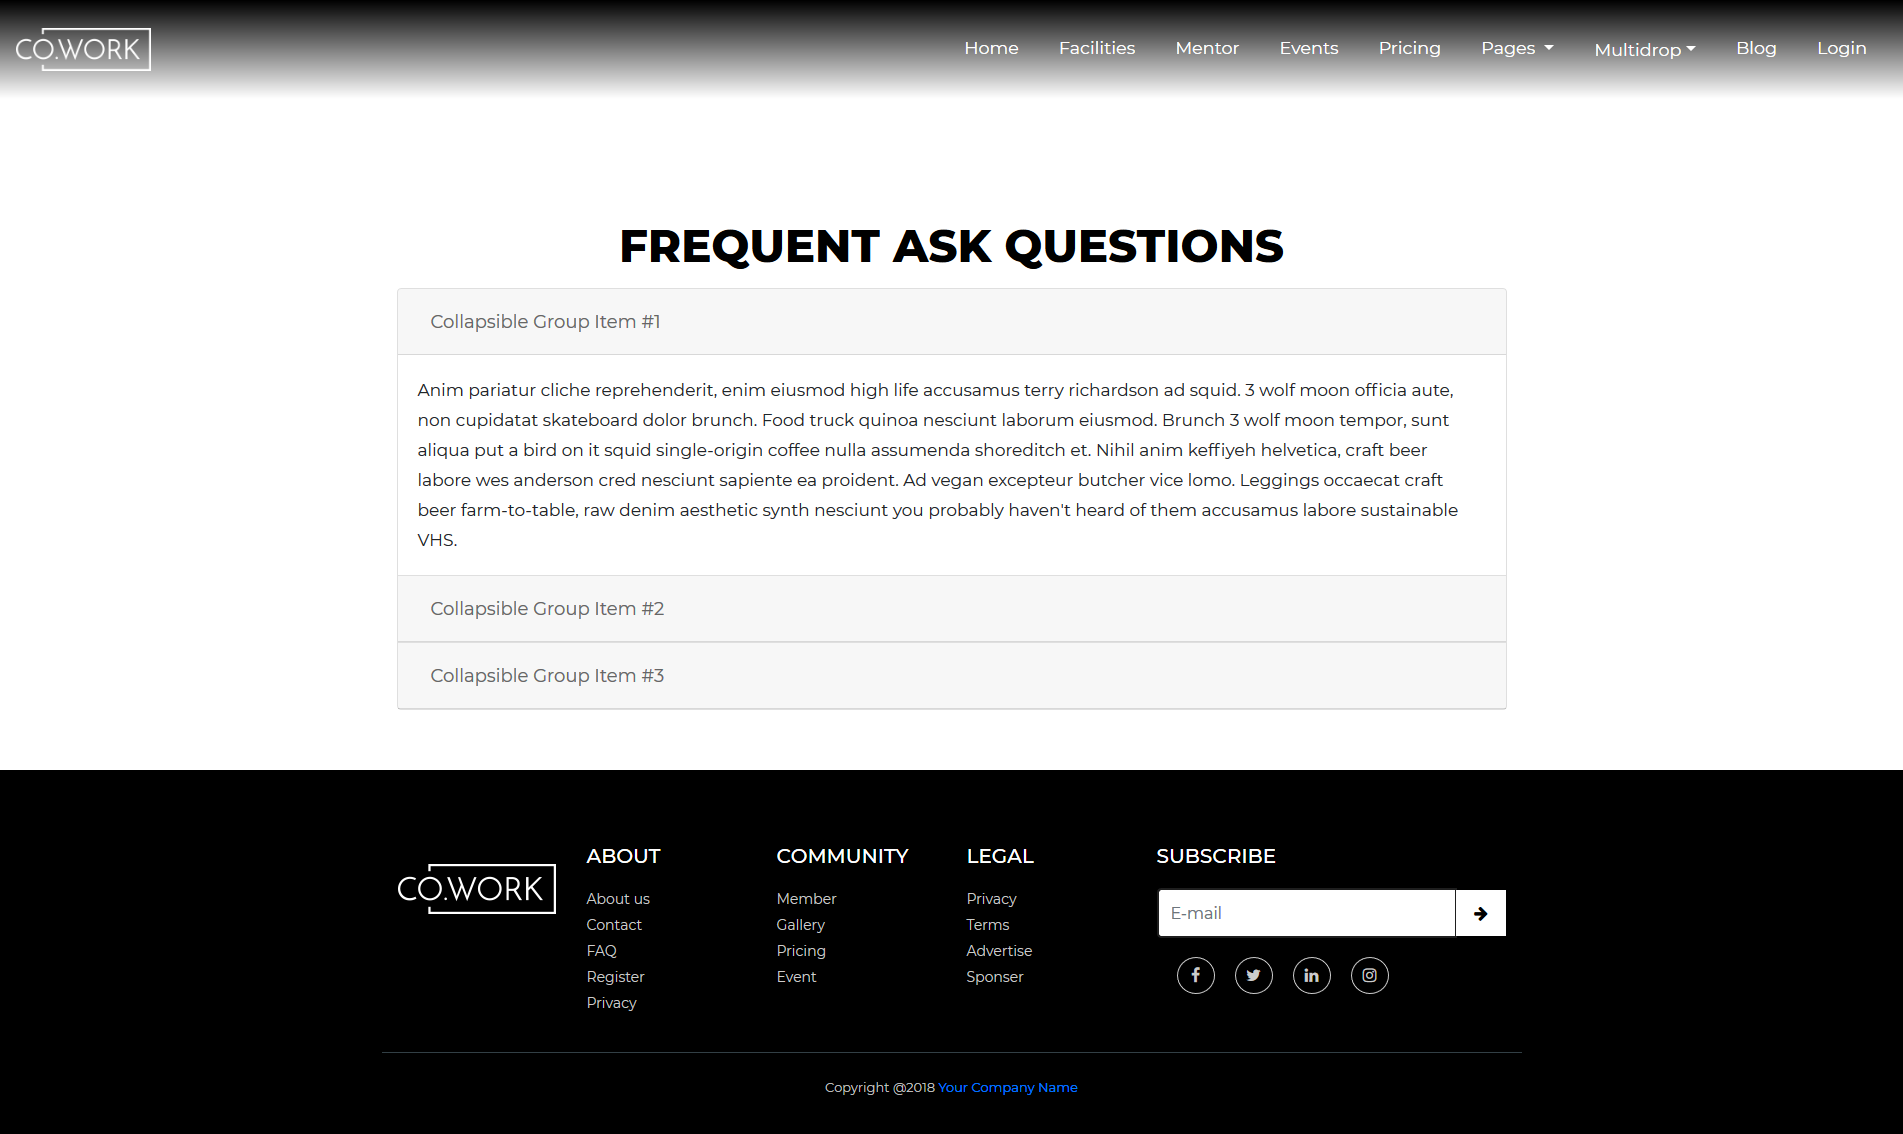 CO.WORK
Home Facilities Mentor Events Pricing Pages Multidrop Blog Login
FREQUENT ASK QUESTIONS
Collapsible Group Item #1
Anim pariatur cliche reprehenderit, enim eiusmod high life accusamus terry richardson ad squid. 3 wolf moon officia aute,
non cupidatat skateboard dolor brunch. Food truck quinoa nesciunt laborum eiusmod. Brunch 3 wolf moon tempor, sunt
aliqua put a bird on it squid single-origin coffee nulla assumenda shoreditch et. Nihil anim keffiyeh helvetica, craft beer
labore wes anderson cred nesciunt sapiente ea proident. Ad vegan excepteur butcher vice lomo. Leggings occaecat craft
beer farm-to-table, raw denim aesthetic synth nesciunt you probably haven't heard of them accusamus labore sustainable
VHS.
Collapsible Group Item #2
Collapsible Group Item #3
CO.WORK
ABOUT
About us
Contact
FAQ
Register
Privacy
COMMUNITY
Member
Gallery
Pricing
Event
LEGAL
Privacy
Terms
Advertise
Sponser
SUBSCRIBE
E-mail
Copyright @2018 Your Company Name